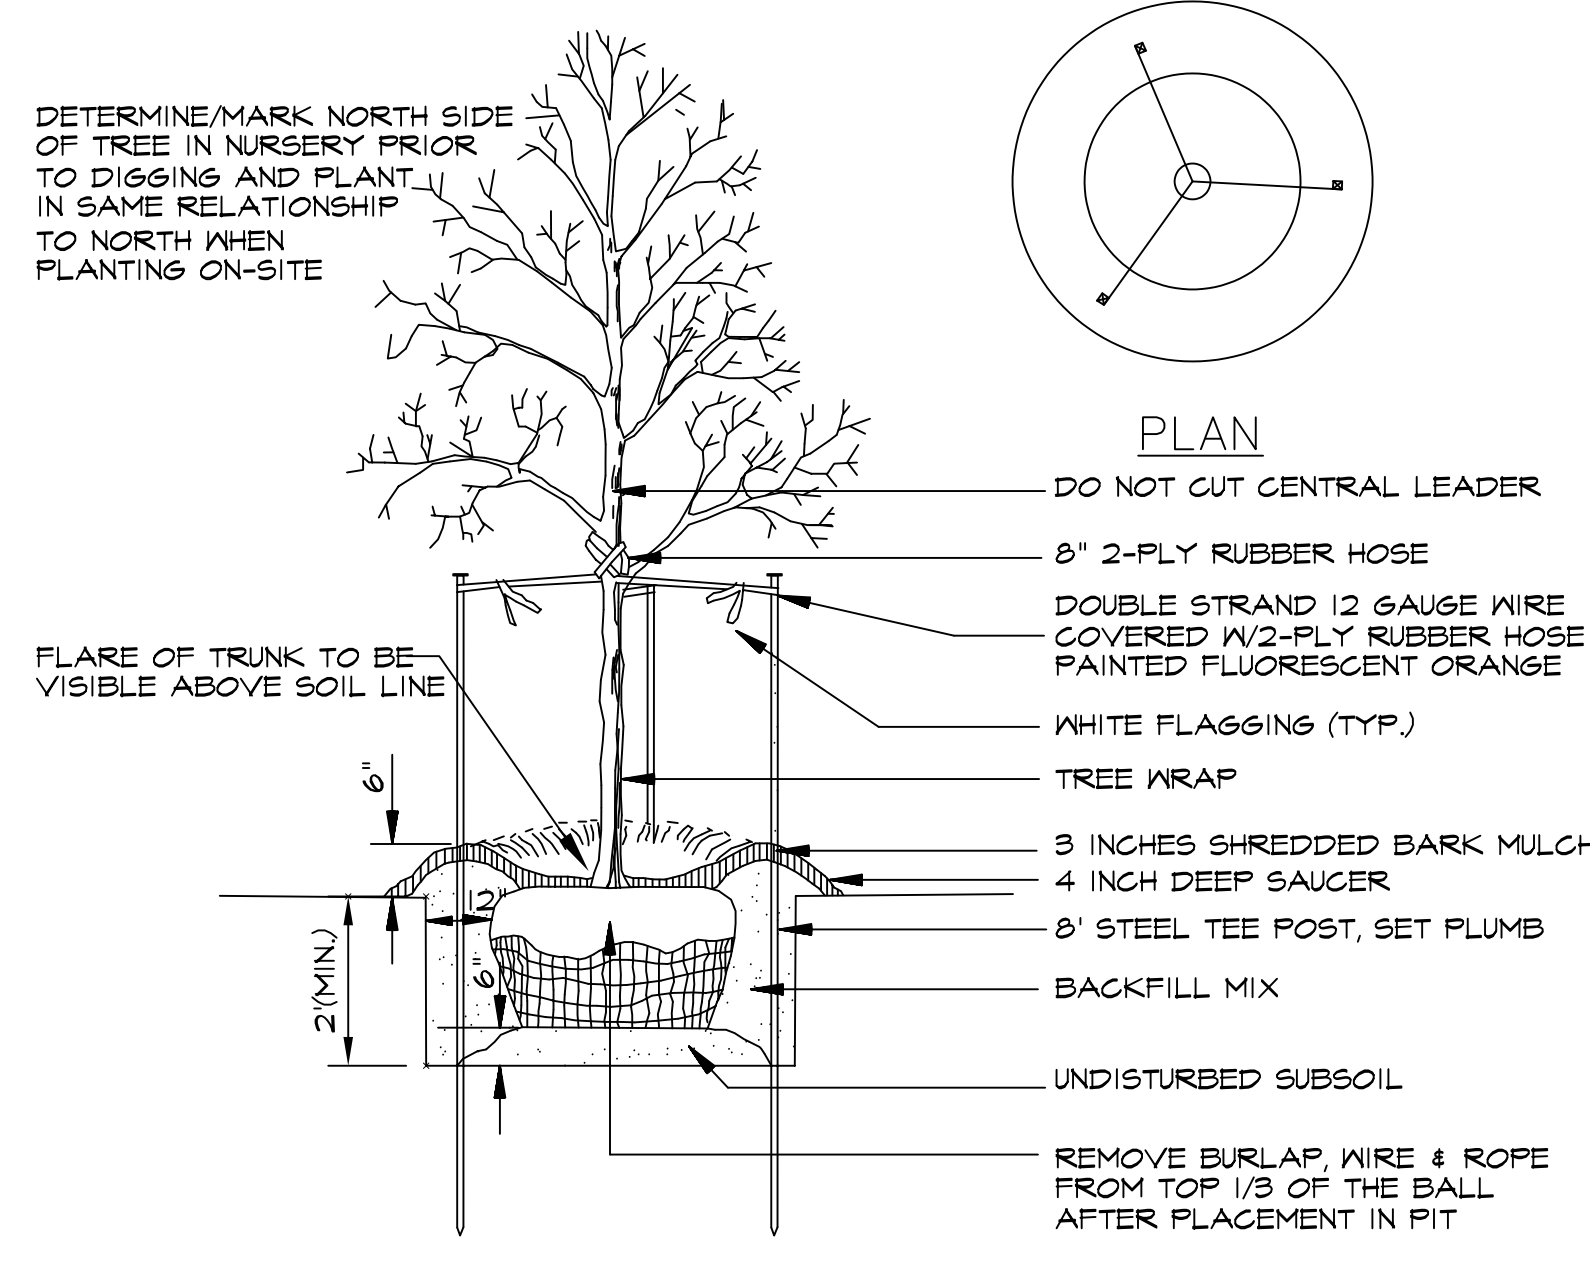 DETERMINE/MARK NORTH SIDE
OF TREE IN NURSERY PRIOR
TO DIGGING AND PLANT
IN SAME RELATIONSHIP
TO NORTH WHEN
PLANTING ON-SITE
PLAN
DO NOT CUT CENTRAL LEADER
8" 2-PLY RUBBER HOSE
DOUBLE STRAND 12 GAUGE WIRE
COVERED W/2-PLY RUBBER HOSE
PAINTED FLUORESCENT ORANGE
FLARE OF TRUNK TO BE
VISIBLE ABOVE SOIL LINE
WHITE FLAGGING (TYP.)
6"
TREE WRAP
3 INCHES SHREDDED BARK MULCH
4 INCH DEEP SAUCER
12"
8' STEEL TEE POST, SET PLUMB
2'(MIN.)
6"
BACKFILL MIX
UNDISTURBED SUBSOIL
REMOVE BURLAP, WIRE & ROPE
FROM TOP 1/3 OF THE BALL
AFTER PLACEMENT IN PIT